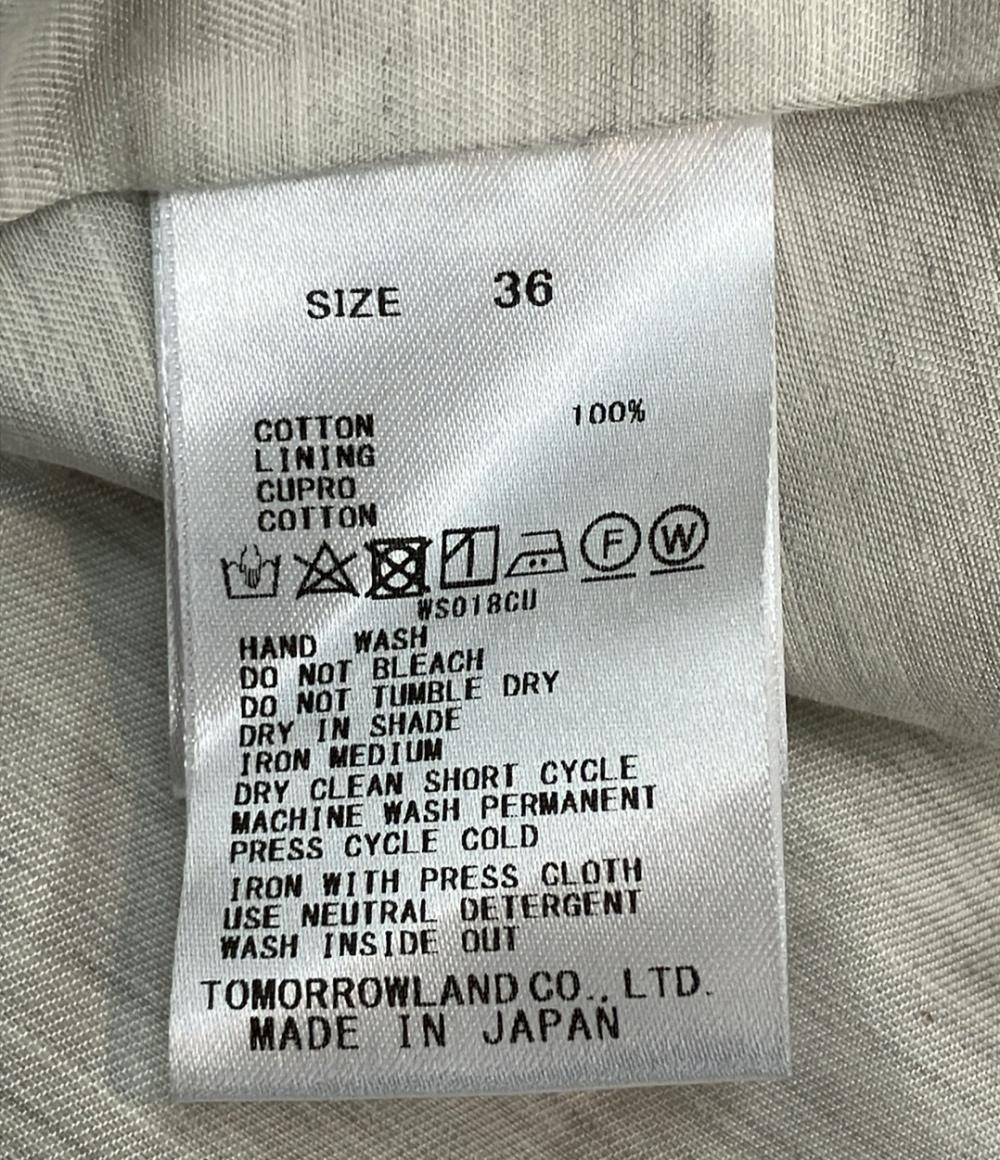 SIZE 36
COTTON 100%
LINING
CUPRO
COTTON
F W
WS018CU
HAND WASH
DO NOT BLEACH
DO NOT TUMBLE DRY
DRY IN SHADE
IRON MEDIUM
DRY CLEAN SHORT CYCLE
MACHINE WASH PERMANENT
PRESS CYCLE COLD
IRON WITH PRESS CLOTH
USE NEUTRAL DETERGENT
WASH INSIDE OUT
TOMORROWLAND CO., LTD.
MADE IN JAPAN